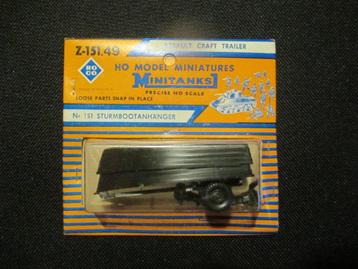 Z-151.49
ASSAULT CRAFT TRAILER
ROCO
HO MODEL MINIATURES
MINITANKS
PRECISE HO SCALE
LOOSE PARTS SNAP IN PLACE
No 151 STURMBOOTANHÄNGER